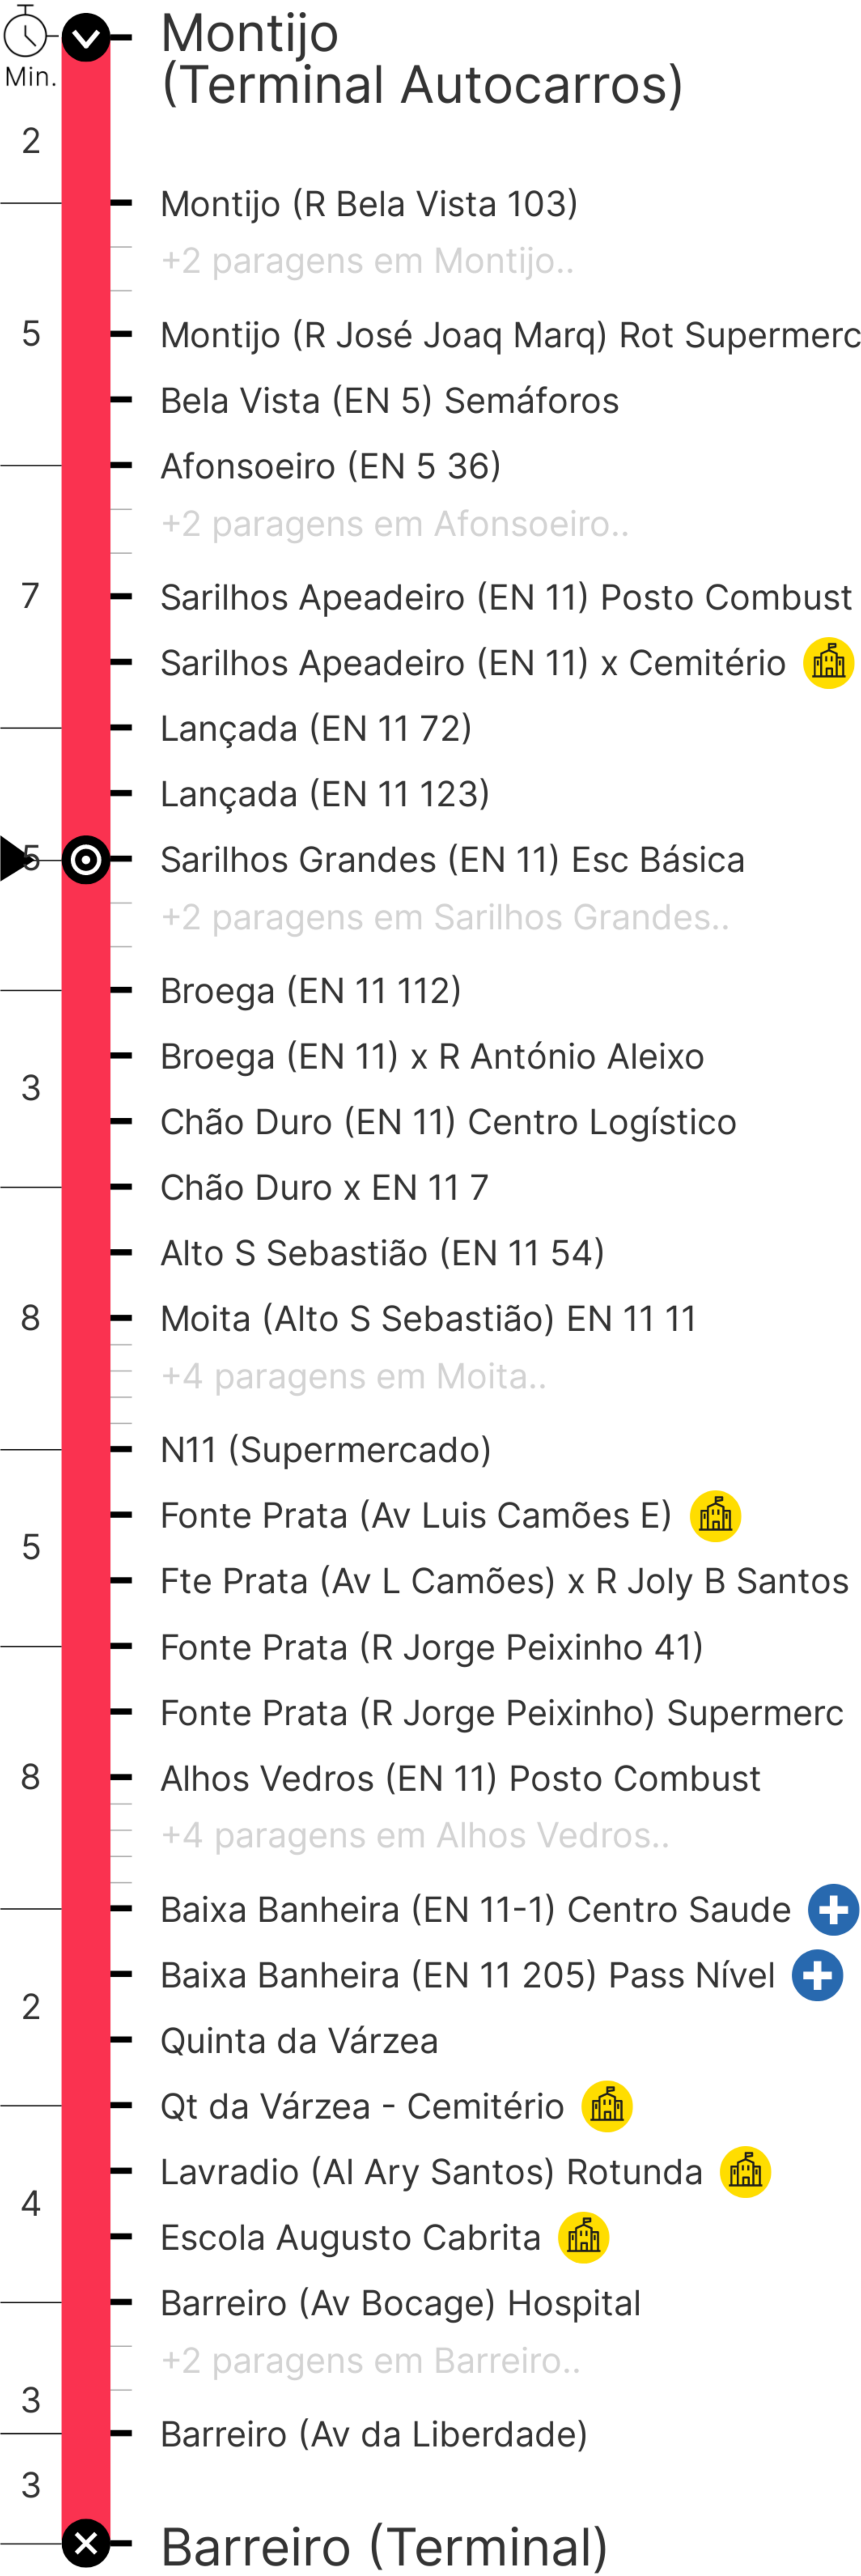 Montijo
(Terminal Autocarros)
Min.
2
Montijo (R Bela Vista 103)
+2 paragens em Montijo..
5
Montijo (R José Joaq Marq) Rot Supermerc
Bela Vista (EN 5) Semáforos
Afonsoeiro (EN 5 36)
+2 paragens em Afonsoeiro..
7
Sarilhos Apeadeiro (EN 11) Posto Combust
Sarilhos Apeadeiro (EN 11) x Cemitério
Lançada (EN 11 72)
Lançada (EN 11 123)
5
Sarilhos Grandes (EN 11) Esc Básica
+2 paragens em Sarilhos Grandes..
Broega (EN 11 112)
Broega (EN 11) x R António Aleixo
3
Chão Duro (EN 11) Centro Logístico
Chão Duro x EN 11 7
Alto S Sebastião (EN 11 54)
8
Moita (Alto S Sebastião) EN 11 11
+4 paragens em Moita..
N11 (Supermercado)
Fonte Prata (Av Luis Camões E)
5
Fte Prata (Av L Camões) x R Joly B Santos
Fonte Prata (R Jorge Peixinho 41)
Fonte Prata (R Jorge Peixinho) Supermerc
8
Alhos Vedros (EN 11) Posto Combust
+4 paragens em Alhos Vedros..
Baixa Banheira (EN 11-1) Centro Saude
Baixa Banheira (EN 11 205) Pass Nível
2
Quinta da Várzea
Qt da Várzea - Cemitério
Lavradio (Al Ary Santos) Rotunda
4
Escola Augusto Cabrita
Barreiro (Av Bocage) Hospital
+2 paragens em Barreiro..
3
Barreiro (Av da Liberdade)
3
Barreiro (Terminal)